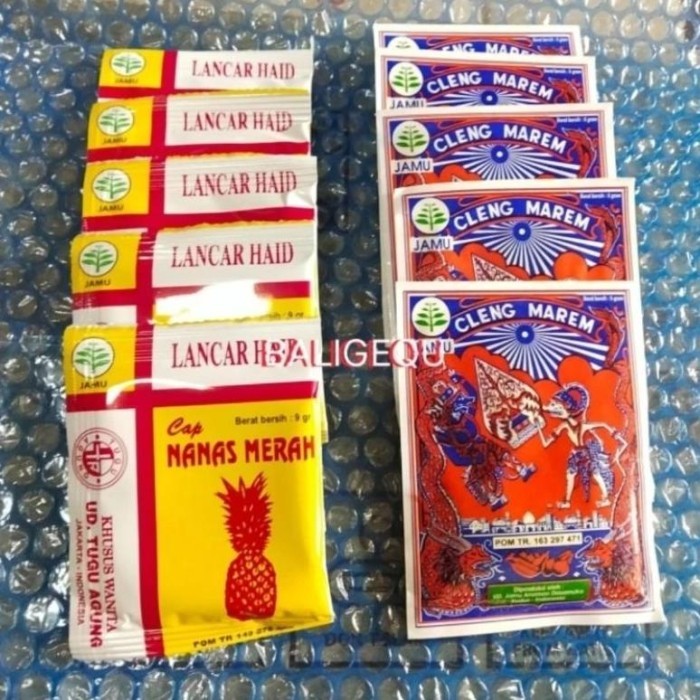 JAMU
LANCAR HAID
JAMU
LANCAR HAID
JAMU
LANCAR HAID
JAMU
LANCAR HAID
JAMU
LANCAR HAID
Cap
Berat bersih : 9 gr
NANAS MERAH
KHUSUS WANITA
UD. TUGU AGUNG
JAKARTA - INDONESIA
POM TR
CLENG MAREM
CLENG MAREM
JAMU
CLENG MAREM
JAMU
CLENG MAREM
JAMU
CLENG MAREM
POM TR. 163 297 471
BALIGEQU